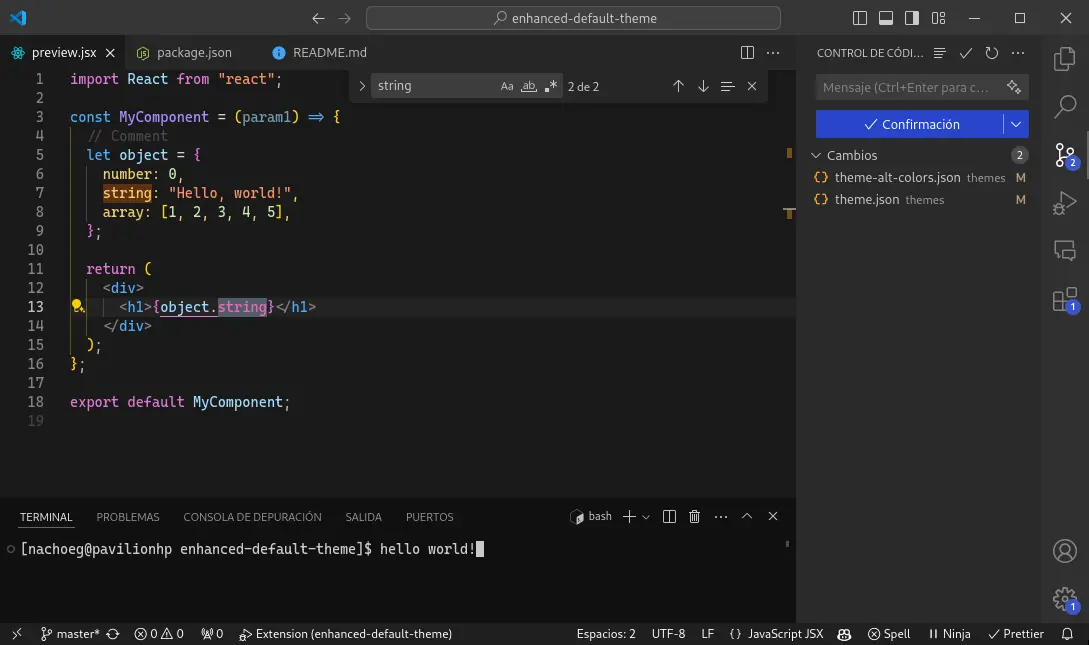 enhanced-default-theme
preview.jsx
package.json
README.md
string
Aa
ab
2 de 2
1 import React from "react";
2
3 const MyComponent = (param1) => {
4 // Comment
5 let object = {
6 number: 0,
7 string: "Hello, world!",
8 array: [1, 2, 3, 4, 5],
9 };
10
11 return (
12 <div>
13 <h1>{object.string}</h1>
14 </div>
15 );
16 };
17
18 export default MyComponent;
19
CONTROL DE CÓDI...
Mensaje (Ctrl+Enter para c...
Confirmación
Cambios 2
{} theme-alt-colors.json themes M
{} theme.json themes M
2
1
1
TERMINAL PROBLEMAS CONSOLA DE DEPURACIÓN SALIDA PUERTOS
bash
[nachoeg@pavilionhp enhanced-default-theme]$ hello world!
master* 0 0 0 Extension (enhanced-default-theme) Espacios: 2 UTF-8 LF {} JavaScript JSX Spell Ninja Prettier